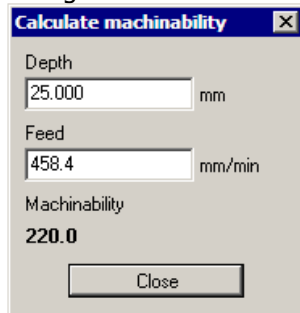 Calculate machinability
Depth
25.000 mm
Feed
458.4 mm/min
Machinability
220.0
Close